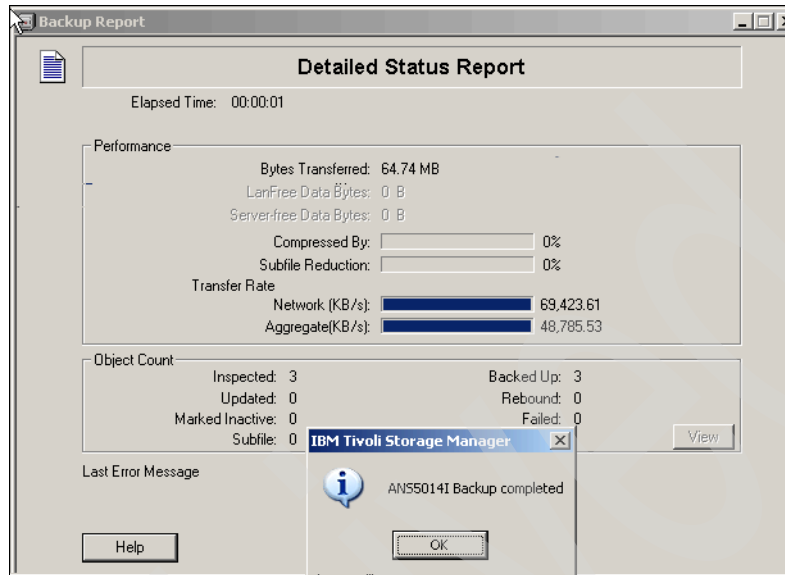 Backup Report
Detailed Status Report
Elapsed Time: 00:00:01
Performance
Bytes Transferred: 64.74 MB
LanFree Data Bytes: 0 B
Server-free Data Bytes: 0 B
Compressed By: 0%
Subfile Reduction: 0%
Transfer Rate
Network (KB/s): 69,423.61
Aggregate(KB/s): 48,785.53
Object Count
Inspected: 3 Backed Up: 3
Updated: 0 Rebound: 0
Marked Inactive: 0 Failed: 0
Subfile: 0 View
IBM Tivoli Storage Manager
Last Error Message
ANS5014I Backup completed
Help
OK